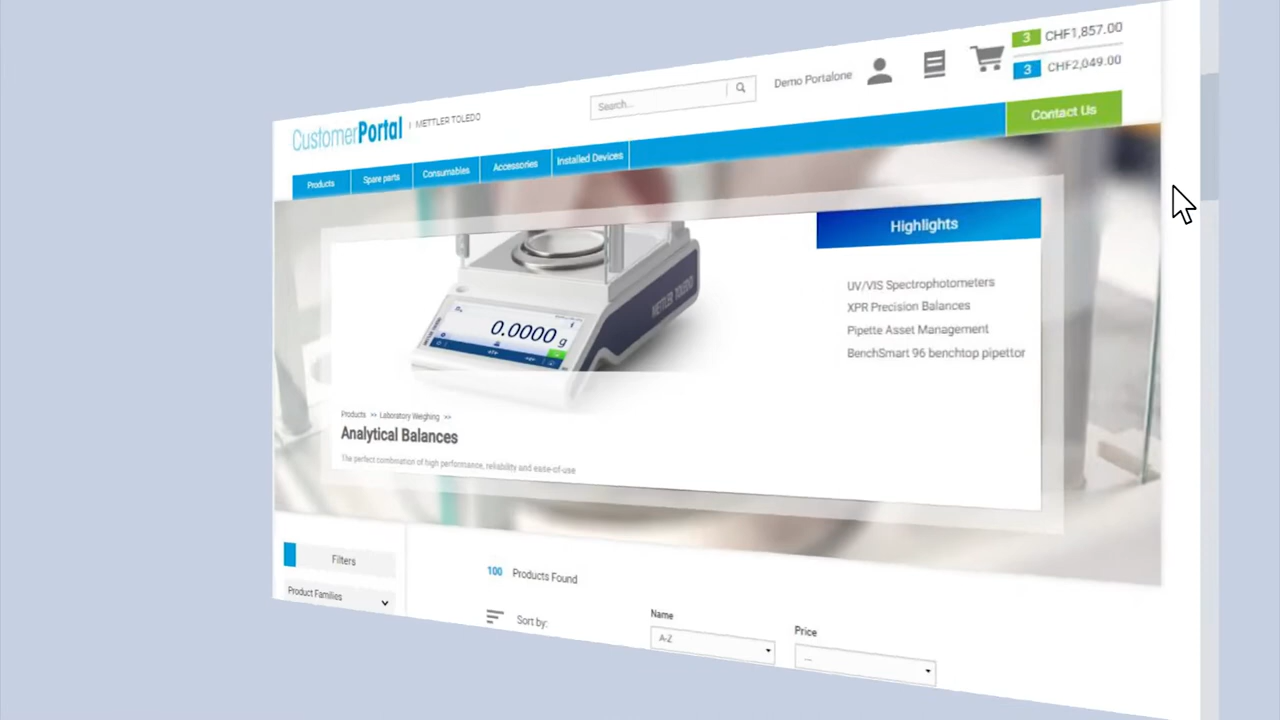 3 CHF1,857.00
3 CHF2,049.00
Search...
Demo Portalone
CustomerPortal | METTLER TOLEDO
Contact Us
Products
Spare parts
Consumables
Accessories
Installed Devices
Highlights
UV/VIS Spectrophotometers
XPR Precision Balances
Pipette Asset Management
BenchSmart 96 benchtop pipettor
METTLER TOLEDO
0.0000 g
Products >> Laboratory Weighing >>
Analytical Balances
The perfect combination of high performance, reliability and ease-of-use
Filters
Product Families
100 Products Found
Sort by:
Name
A-Z
Price
---